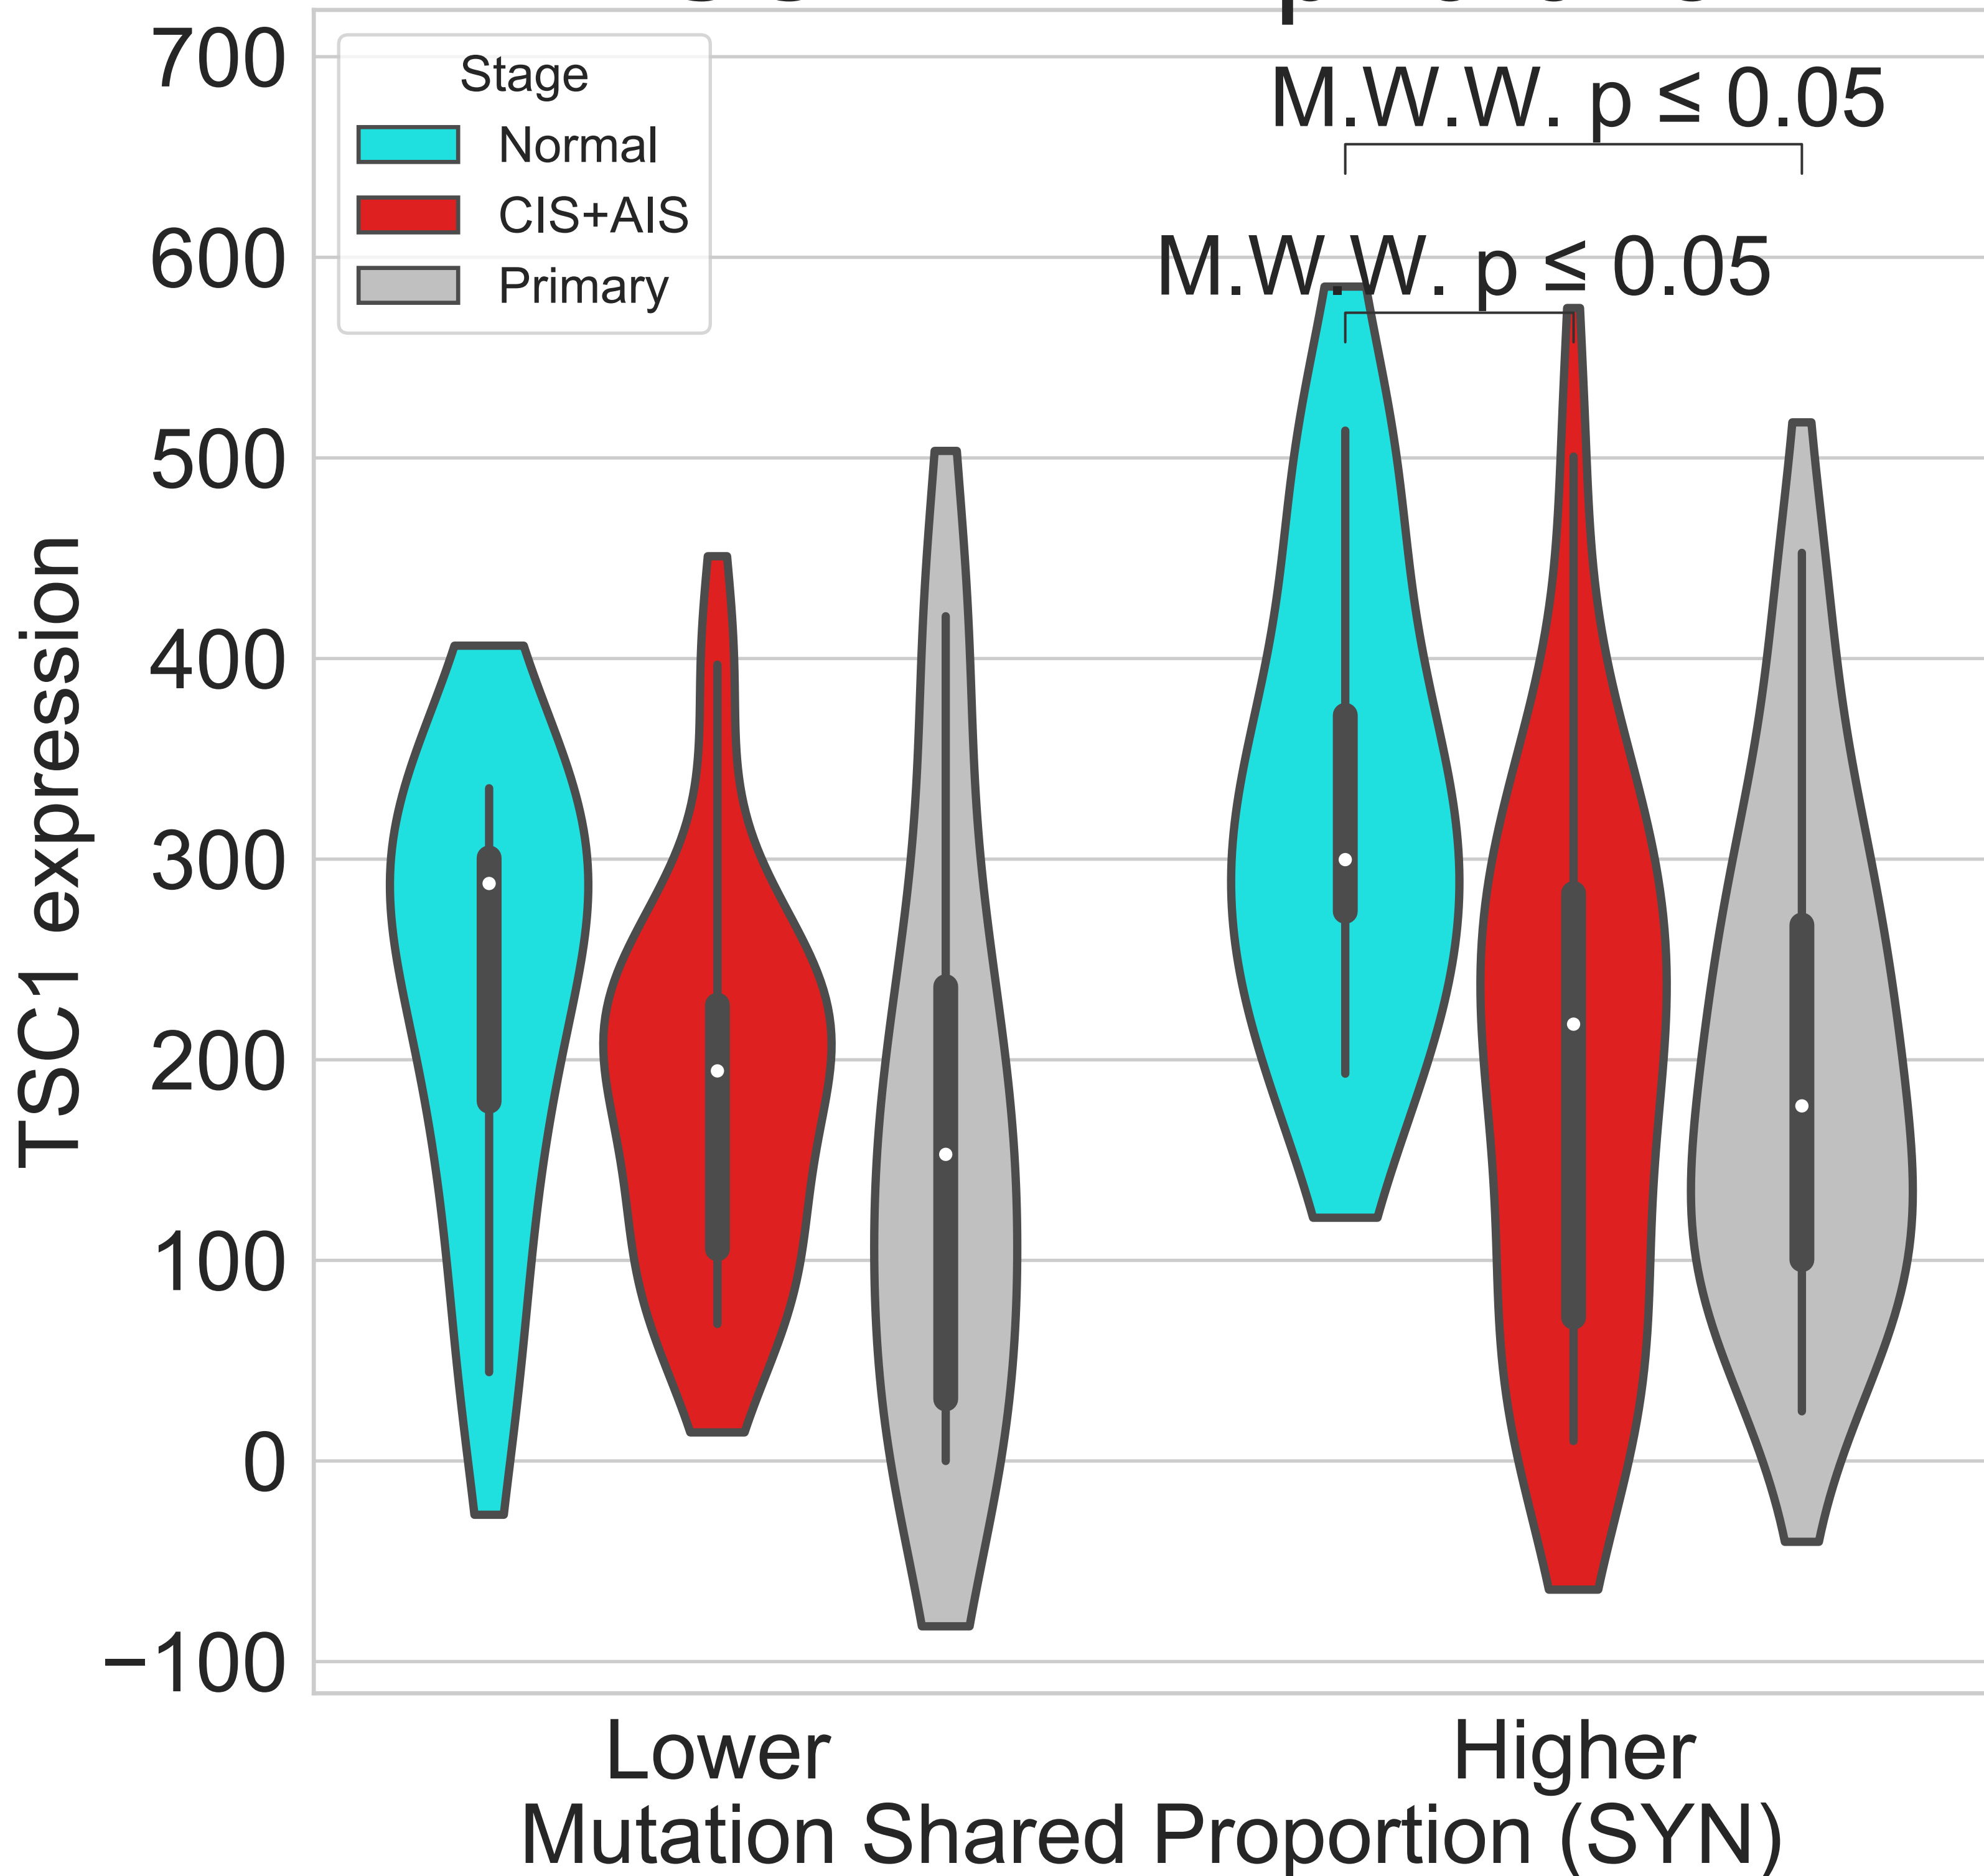 700
600
500
400
300
200
100
0
−100
TSC1 expression
Stage
Normal
CIS+AIS
Primary
M.W.W. p ≤ 0.05
M.W.W. p ≤ 0.05
Lower
Higher
Mutation Shared Proportion (SYN)